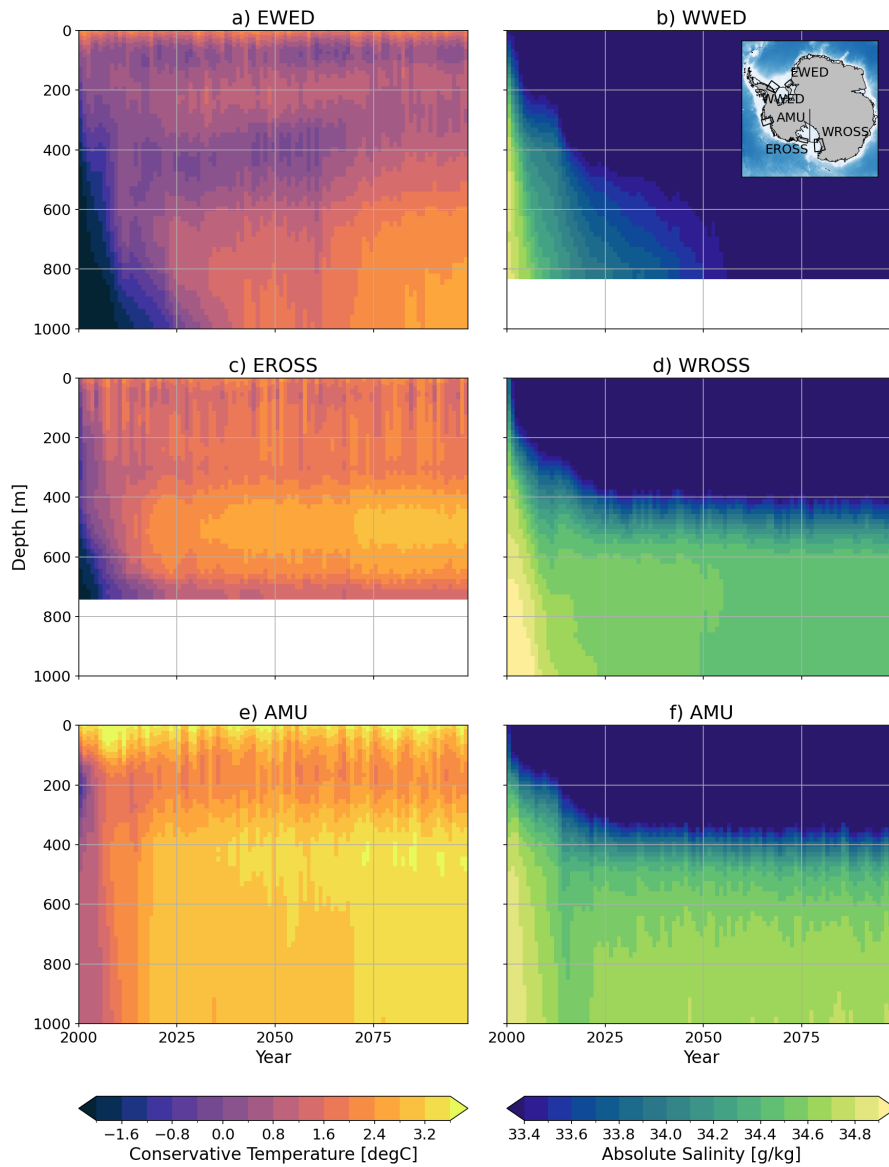 a) EWED
b) WWED
0
200
400
600
800
1000
EWED
WWED
AMU
WROSS
EROSS
c) EROSS
d) WROSS
0
200
400
600
800
1000
Depth [m]
e) AMU
f) AMU
0
200
400
600
800
1000
2000 2025 2050 2075
Year
2000 2025 2050 2075
Year
−1.6 −0.8 0.0 0.8 1.6 2.4 3.2
Conservative Temperature [degC]
33.4 33.6 33.8 34.0 34.2 34.4 34.6 34.8
Absolute Salinity [g/kg]